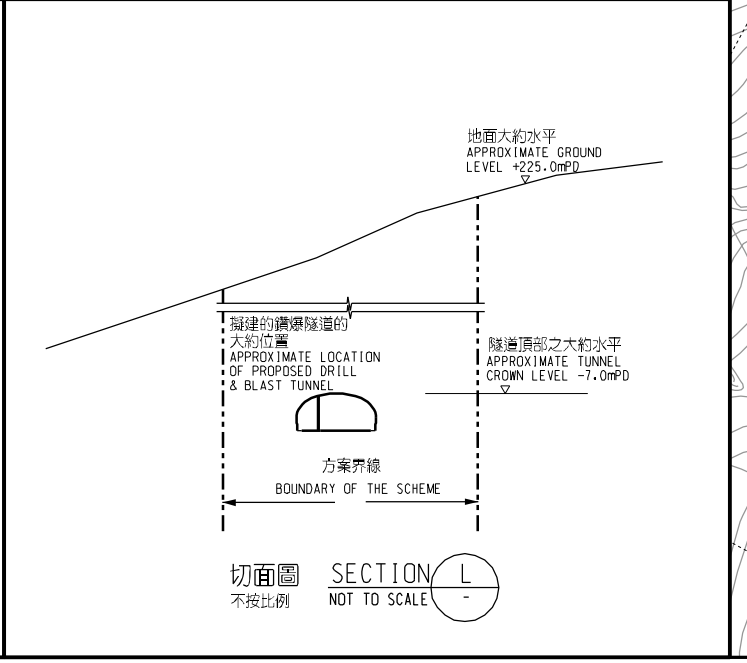 地面大約水平
APPROXIMATE GROUND
LEVEL +225.0mPD
擬建的鑽爆隧道的
大約位置
APPROXIMATE LOCATION
OF PROPOSED DRILL
& BLAST TUNNEL
隧道頂部之大約水平
APPROXIMATE TUNNEL
CROWN LEVEL -7.0mPD
方案界線
BOUNDARY OF THE SCHEME
切面圖 SECTION L
不按比例 NOT TO SCALE -